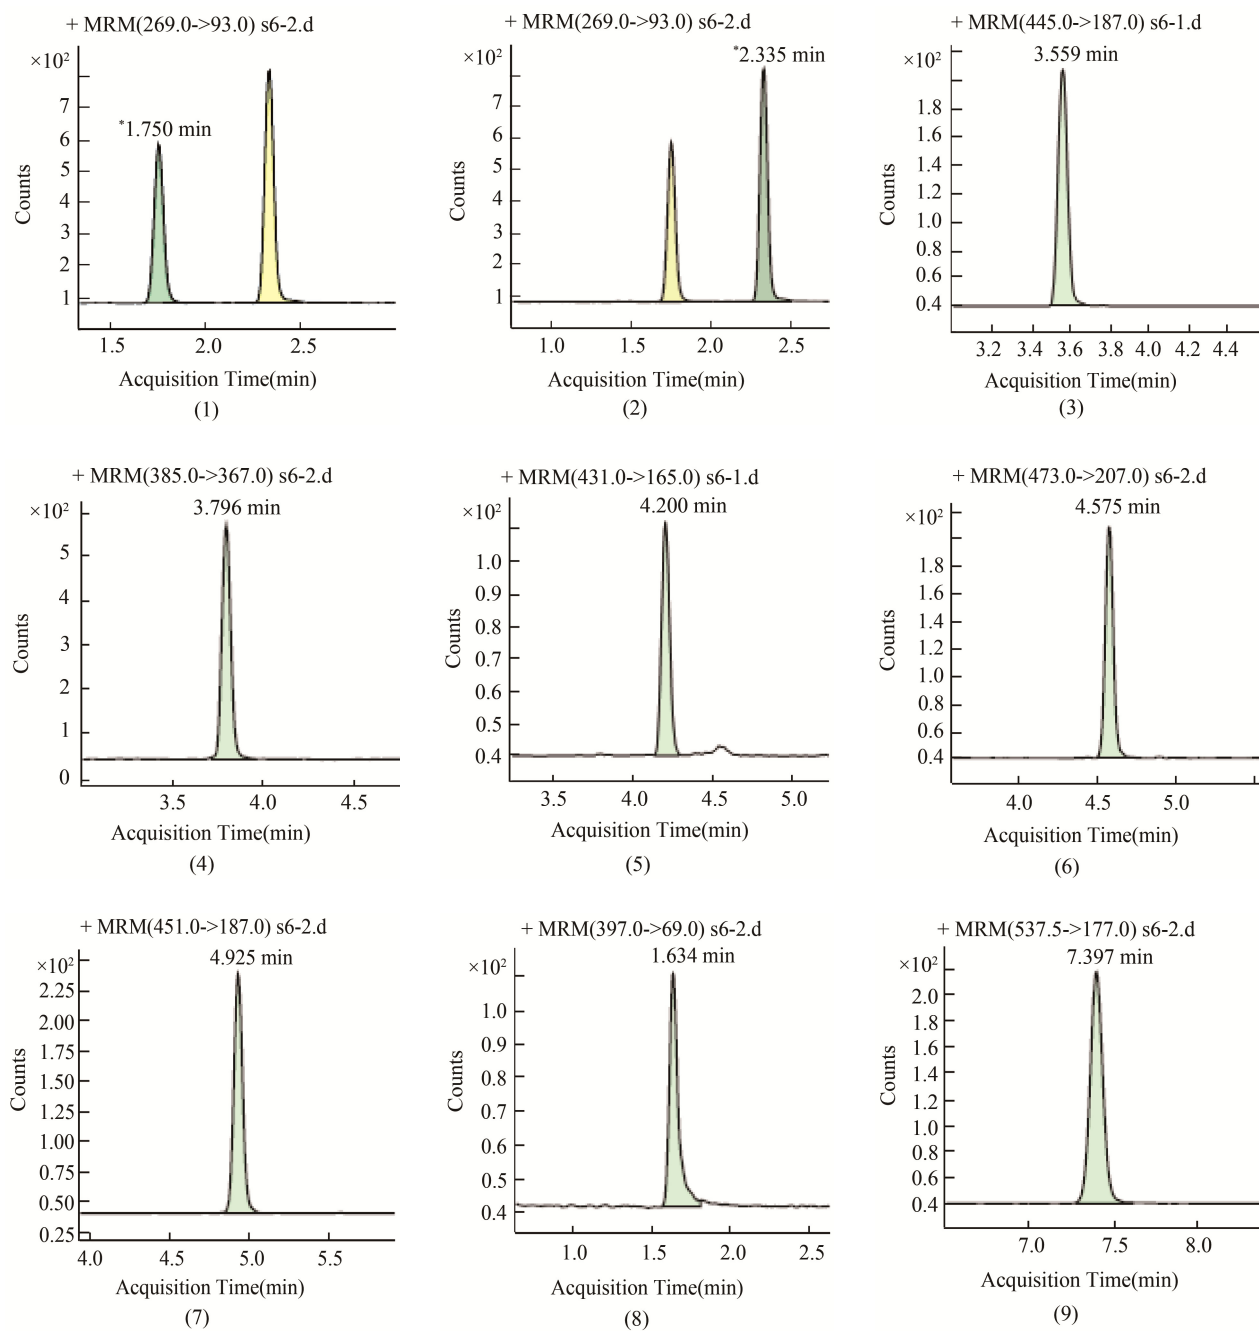 + MRM(269.0->93.0) s6-2.d
×10²
7
6
5
4
3
2
1
Counts
*1.750 min
1.5 2.0 2.5
Acquisition Time(min)
(1)
+ MRM(269.0->93.0) s6-2.d
×10²
7
6
5
4
3
2
1
Counts
*2.335 min
1.0 1.5 2.0 2.5
Acquisition Time(min)
(2)
+ MRM(445.0->187.0) s6-1.d
×10²
1.8
1.6
1.4
1.2
1.0
0.8
0.6
0.4
Counts
3.559 min
3.2 3.4 3.6 3.8 4.0 4.2 4.4
Acquisition Time(min)
(3)
+ MRM(385.0->367.0) s6-2.d
×10²
5
4
3
2
1
0
Counts
3.796 min
3.5 4.0 4.5
Acquisition Time(min)
(4)
+ MRM(431.0->165.0) s6-1.d
×10²
1.0
0.9
0.8
0.7
0.6
0.5
0.4
Counts
4.200 min
3.5 4.0 4.5 5.0
Acquisition Time(min)
(5)
+ MRM(473.0->207.0) s6-2.d
×10²
1.8
1.6
1.4
1.2
1.0
0.8
0.6
0.4
Counts
4.575 min
4.0 4.5 5.0
Acquisition Time(min)
(6)
+ MRM(451.0->187.0) s6-2.d
×10²
2.25
2.00
1.75
1.50
1.25
1.00
0.75
0.50
0.25
Counts
4.925 min
4.0 4.5 5.0 5.5
Acquisition Time(min)
(7)
+ MRM(397.0->69.0) s6-2.d
×10²
1.0
0.9
0.8
0.7
0.6
0.5
0.4
Counts
1.634 min
1.0 1.5 2.0 2.5
Acquisition Time(min)
(8)
+ MRM(537.5->177.0) s6-2.d
×10²
2.0
1.8
1.6
1.4
1.2
1.0
0.8
0.6
0.4
Counts
7.397 min
7.0 7.5 8.0
Acquisition Time(min)
(9)